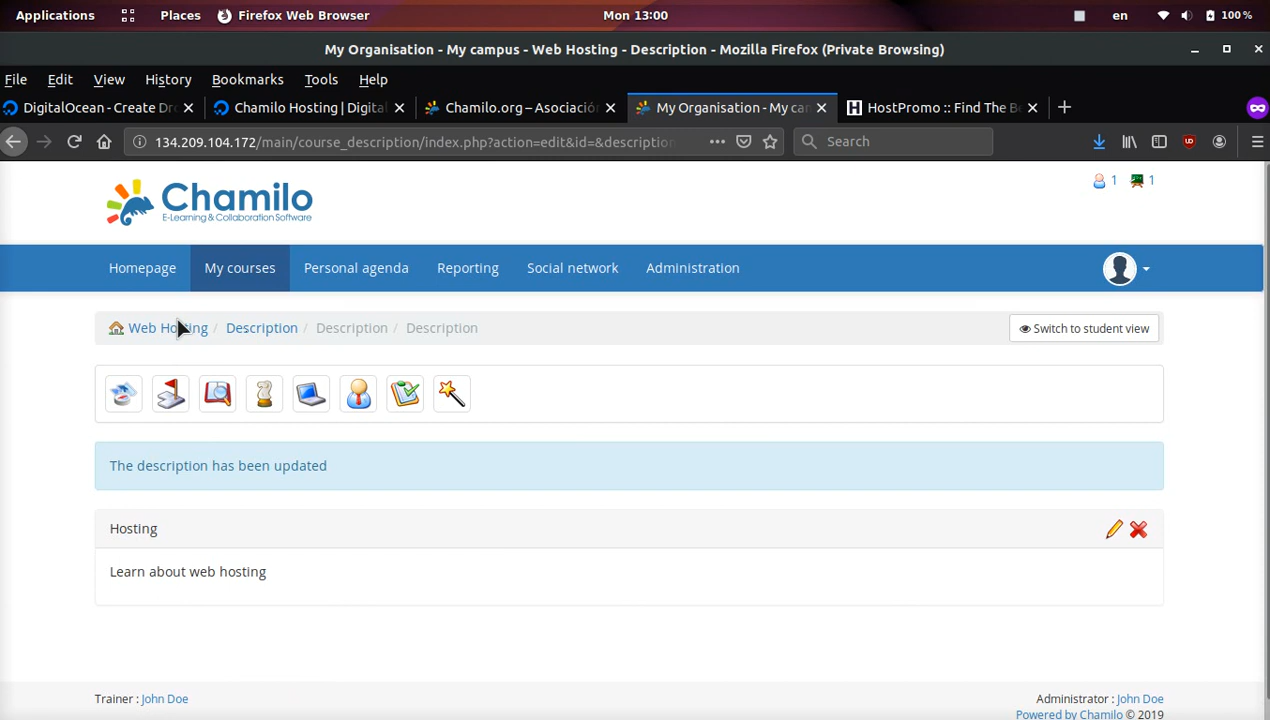 Applications Places Firefox Web Browser Mon 13:00 en 100 %
My Organisation - My campus - Web Hosting - Description - Mozilla Firefox (Private Browsing)
File Edit View History Bookmarks Tools Help
DigitalOcean - Create Dro Chamilo Hosting | Digital Chamilo.org – Asociación My Organisation - My cam HostPromo :: Find The Be
134.209.104.172/main/course_description/index.php?action=edit&id=&description Search
Chamilo
E-Learning & Collaboration Software
1 1
Homepage My courses Personal agenda Reporting Social network Administration
Web Hosting / Description / Description / Description Switch to student view
The description has been updated
Hosting
Learn about web hosting
Trainer : John Doe Administrator : John Doe
Powered by Chamilo © 2019